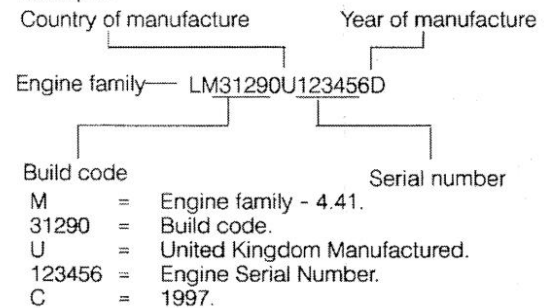 Country of manufacture Year of manufacture
Engine family LM31290U123456D
Build code Serial number
M = Engine family - 4.41.
31290 = Build code.
U = United Kingdom Manufactured.
123456 = Engine Serial Number.
C = 1997.